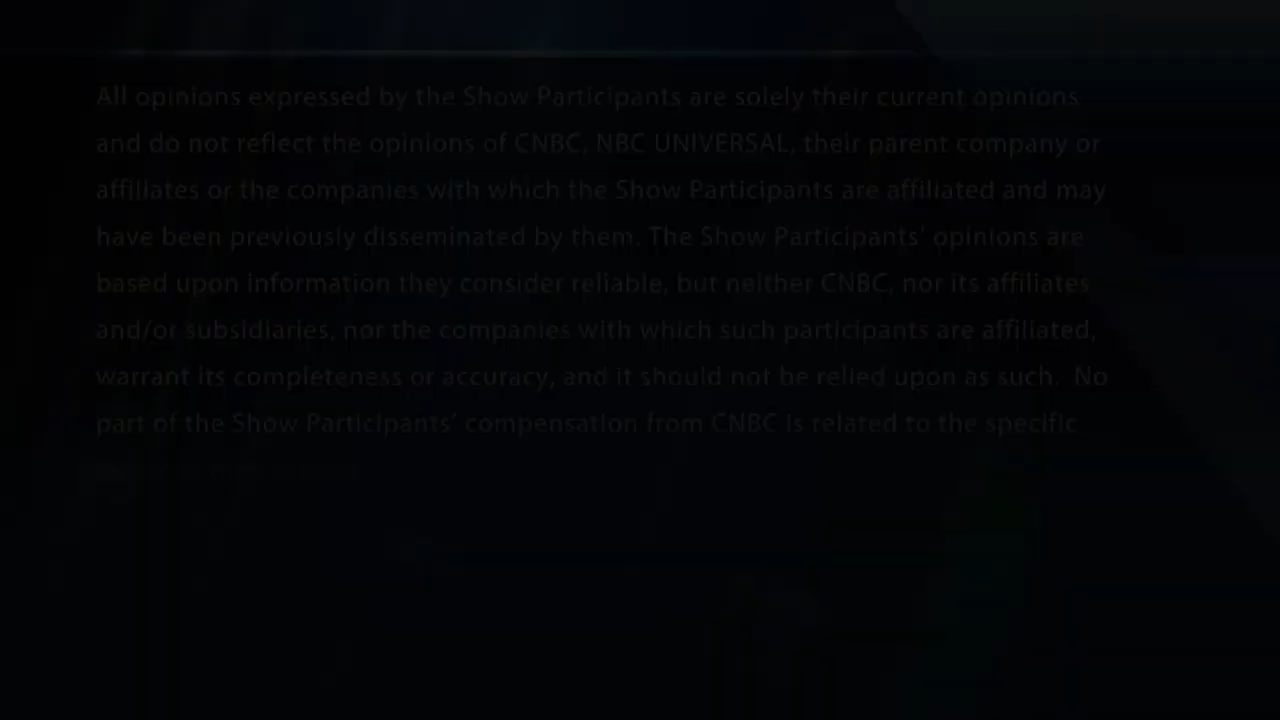 All opinions expressed by the Show Participants are solely their current opinions
and do not reflect the opinions of CNBC, NBC UNIVERSAL, their parent company or
affiliates or the companies with which the Show Participants are affiliated and may
have been previously disseminated by them. The Show Participants' opinions are
based upon information they consider reliable, but neither CNBC, nor its affiliates
and/or subsidiaries, nor the companies with which such participants are affiliated,
warrant its completeness or accuracy, and it should not be relied upon as such.  No
part of the Show Participants' compensation from CNBC is related to the specific